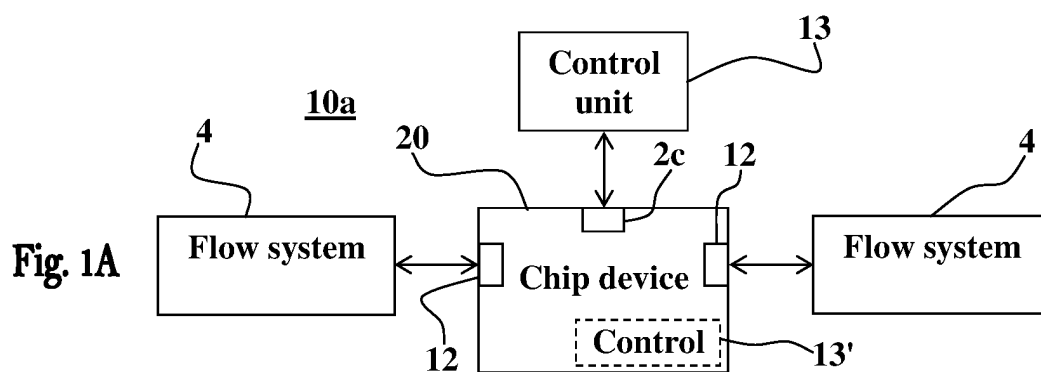 13
Control
unit
10a
4
20
2c
12
4
Flow system
Flow system
Fig. 1A
Chip device
12
Control
13'